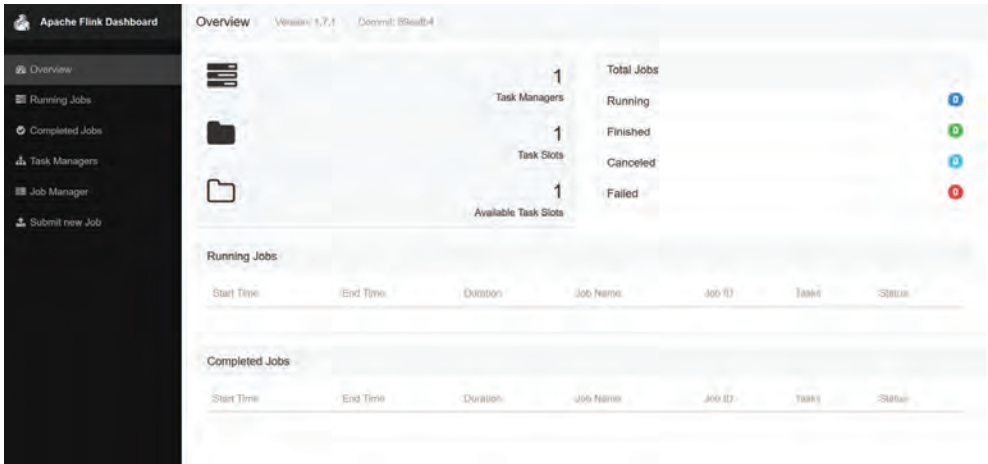 Apache Flink Dashboard
Overview
Running Jobs
Completed Jobs
Task Managers
Job Manager
Submit new Job
Overview Version: 1.7.1 Commit:
1
Task Managers
1
Task Slots
1
Available Task Slots
Total Jobs
Running 0
Finished 0
Canceled 0
Failed 0
Running Jobs
Start Time End Time Duration Job Name Job ID Tasks Status
Completed Jobs
Start Time End Time Duration Job Name Job ID Tasks Status